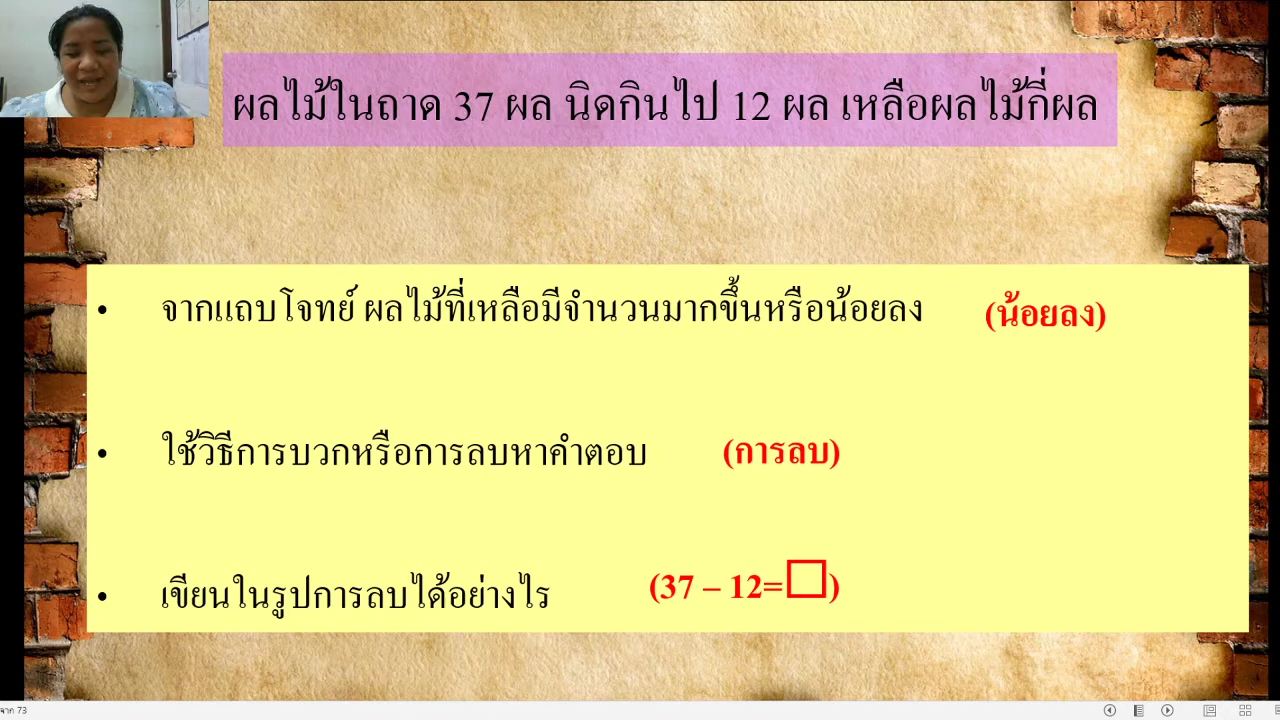 ผลไม้ในถาด 37 ผล นิดกินไป 12 ผล เหลือผลไม้กี่ผล
• จากแถบโจทย์ ผลไม้ที่เหลือมีจำนวนมากขึ้นหรือน้อยลง (น้อยลง)
• ใช้วิธีการบวกหรือการลบหาคำตอบ (การลบ)
• เขียนในรูปการลบได้อย่างไร (37 – 12=□)
จาก 73